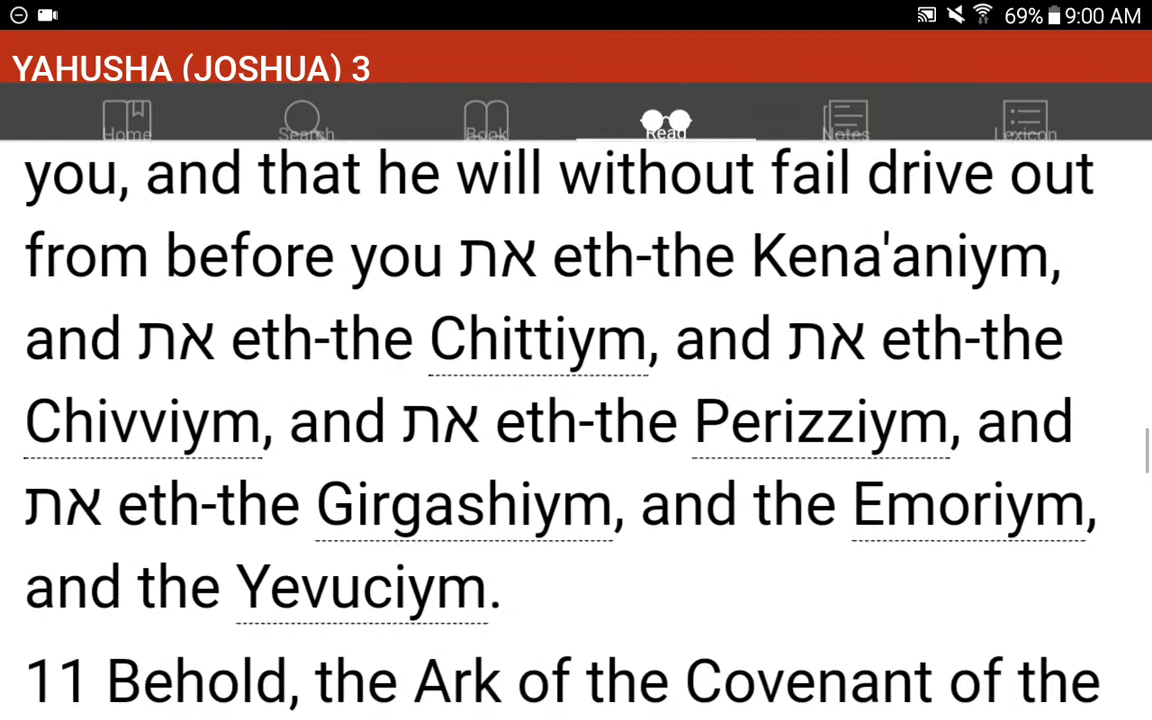 69% 9:00 AM
YAHUSHA (JOSHUA) 3
Home Search Book Read Notes Lexicon
you, and that he will without fail drive out
from before you את eth-the Kena'aniym,
and את eth-the Chittiym, and את eth-the
Chivviym, and את eth-the Perizziym, and
את eth-the Girgashiym, and the Emoriym,
and the Yevuciym.
11 Behold, the Ark of the Covenant of the